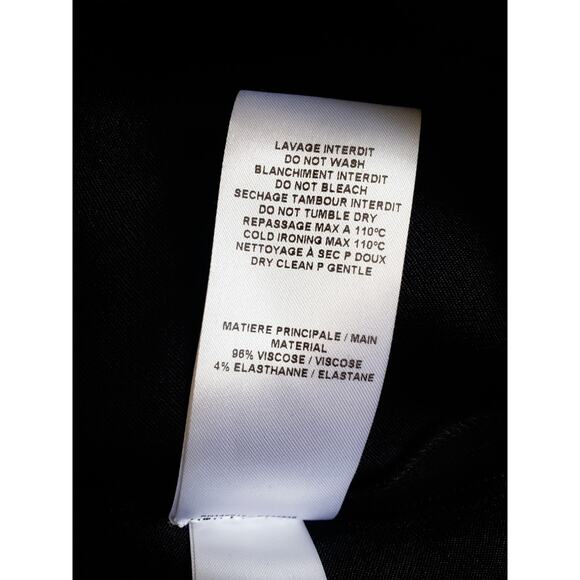 LAVAGE INTERDIT
DO NOT WASH
BLANCHIMENT INTERDIT
DO NOT BLEACH
SECHAGE TAMBOUR INTERDIT
DO NOT TUMBLE DRY
REPASSAGE MAX A 110ºC
COLD IRONING MAX 110ºC
NETTOYAGE À SEC P DOUX
DRY CLEAN P GENTLE
MATIERE PRINCIPALE / MAIN
MATERIAL
96% VISCOSE / VISCOSE
4% ELASTHANNE / ELASTANE